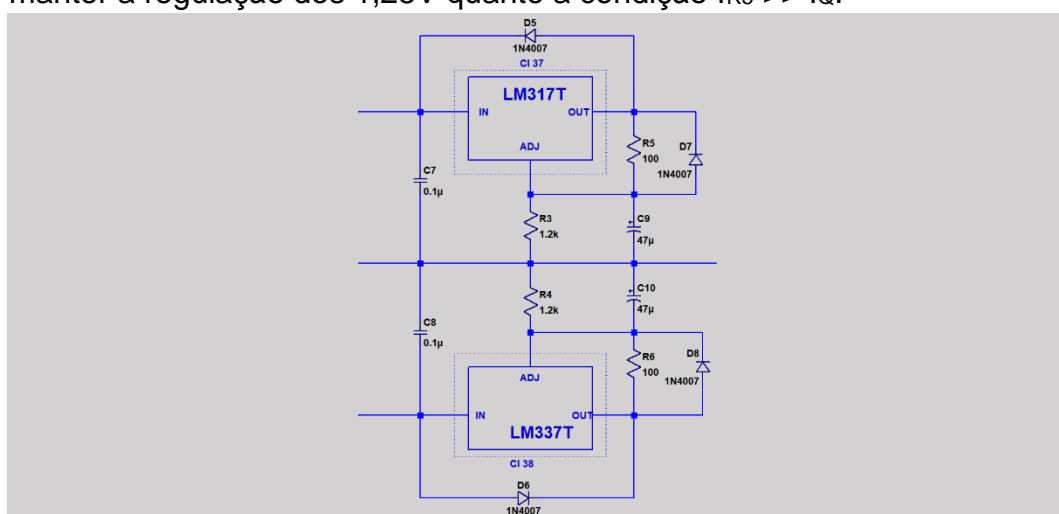 manter a regulação dos 1,25V quanto a condição >> IQ.
D5
1N4007
CI 37
LM317T
IN
OUT
ADJ
R5
100
D7
1N4007
C7
0.1µ
R3
1.2k
C9
47µ
R4
1.2k
C10
47µ
C8
0.1µ
R6
100
D8
1N4007
ADJ
IN
OUT
LM337T
CI 38
D6
1N4007